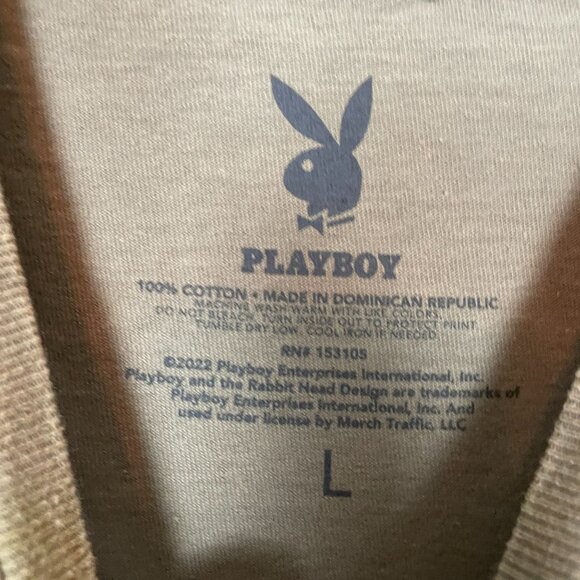 PLAYBOY
100% COTTON • MADE IN DOMINICAN REPUBLIC
MACHINE WASH WARM WITH LIKE COLORS.
DO NOT BLEACH. TURN INSIDE OUT TO PROTECT PRINT.
TUMBLE DRY LOW. COOL IRON IF NEEDED.
RN# 153105
©2022 Playboy Enterprises International, Inc.
Playboy and the Rabbit Head Design are trademarks of
Playboy Enterprises International, Inc. And
used under license by Merch Traffic, LLC
L